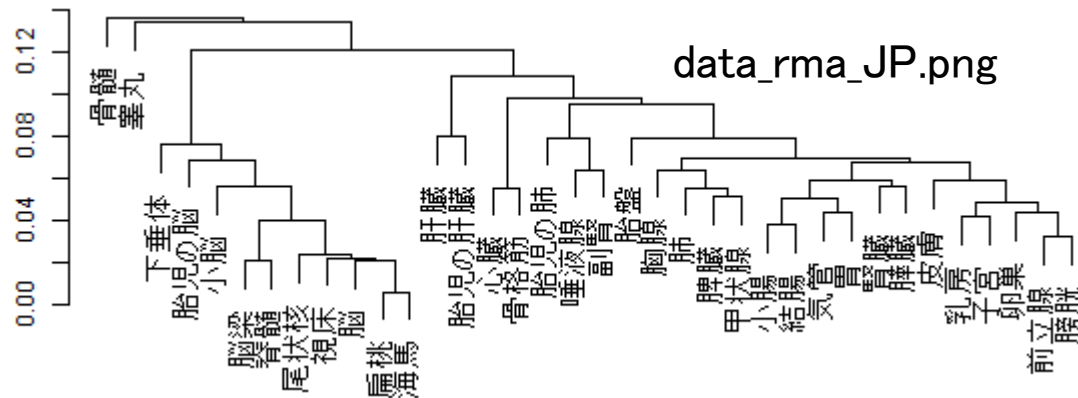 data_rma_JP.png
0.12
0.08
0.04
0.00
骨髄
睾丸
下垂体
胎児の脳
小脳
脳梁
脊髄
尾状核
視床
脳
扁桃
海馬
肝臓
胎児の肝臓
心臓
骨格筋
胎児の肺
唾液腺
副腎
胎盤
胸腺
肺
脾臓
甲状腺
小腸
結腸
気管
胃
腎臓
膵臓
皮膚
乳房
子宮
卵巣
前立腺
膀胱